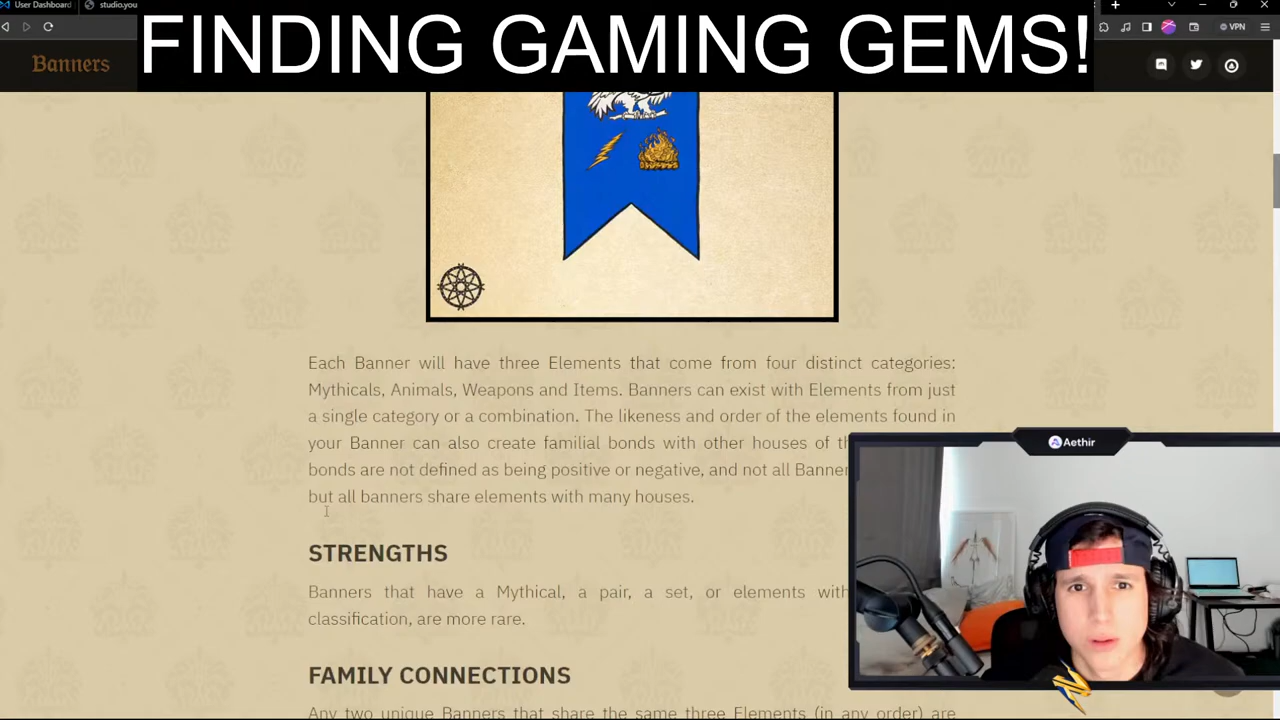 User Dashboard
studio.you
FINDING GAMING GEMS!
VPN
Banners
Each Banner will have three Elements that come from four distinct categories:
Mythicals, Animals, Weapons and Items. Banners can exist with Elements from just
a single category or a combination. The likeness and order of the elements found in
your Banner can also create familial bonds with other houses of
bonds are not defined as being positive or negative, and not all
but all banners share elements with many houses.
Aethir
STRENGTHS
Banners that have a Mythical, a pair, a set, or elements
classification, are more rare.
FAMILY CONNECTIONS
Any two unique Banners that share the same three Elements (in any order) are